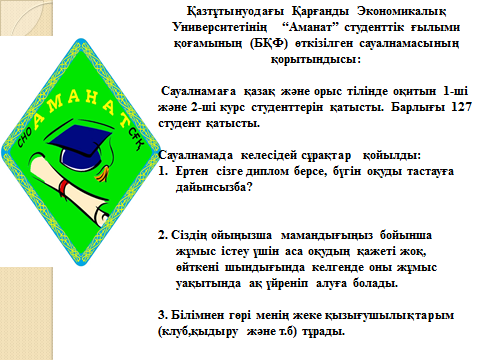 Қазтұтынуодағы Қарғанды Экономикалық
Университетінің “Аманат” студенттік ғылыми
қоғамының (БҚФ) өткізілген сауалнамасының
қорытындысы:
Сауалнамаға қазақ және орыс тілінде оқитын 1-ші
және 2-ші курс студенттерін қатысты. Барлығы 127
студент қатысты.
Сауалнамада келесідей сұрақтар қойылды:
1. Ертең сізге диплом берсе, бүгін оқуды тастауға
дайынсызба?
2. Сіздің ойыңызша мамандығыңыз бойынша
жұмыс істеу үшін аса оқудың қажеті жоқ,
өйткені шындығында келгенде оны жұмыс
уақытында ақ үйреніп алуға болады.
3. Білімнен гөрі менің жеке қызығушылықтарым
(клуб,қыдыру және т.б) тұрады.
СНО АМАНАТ СҒҚ